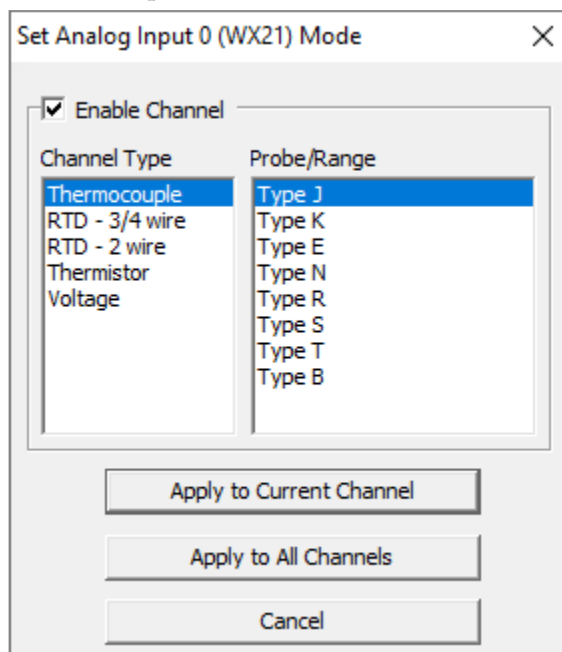 Set Analog Input 0 (WX21) Mode
Enable Channel
Channel Type
Probe/Range
Thermocouple
RTD - 3/4 wire
RTD - 2 wire
Thermistor
Voltage
Type J
Type K
Type E
Type N
Type R
Type S
Type T
Type B
Apply to Current Channel
Apply to All Channels
Cancel